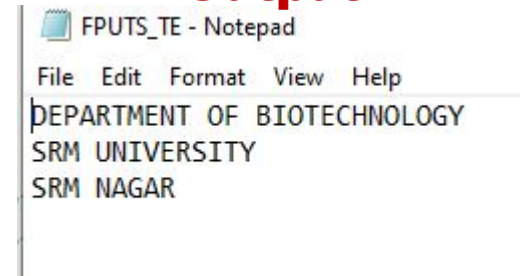 FPUTS_TE - Notepad
File Edit Format View Help
DEPARTMENT OF BIOTECHNOLOGY
SRM UNIVERSITY
SRM NAGAR